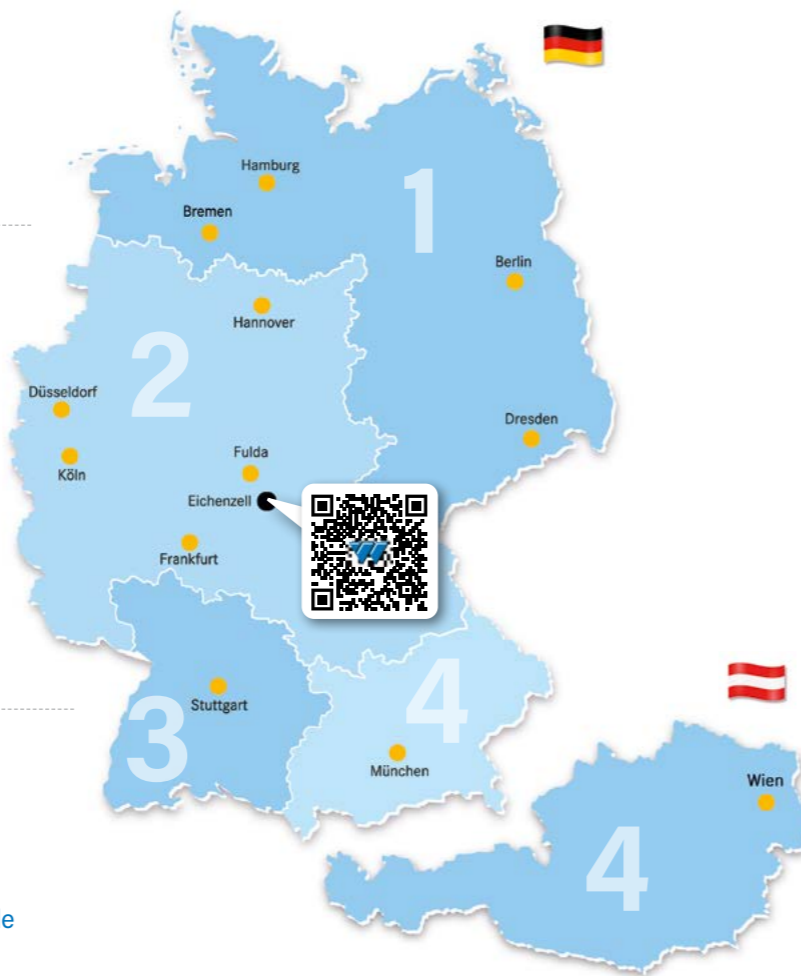 Hamburg
1
Bremen
Berlin
Hannover
2
Düsseldorf
Dresden
Fulda
Köln
Eichenzell
Frankfurt
4
Stuttgart
3
München
Wien
4
e